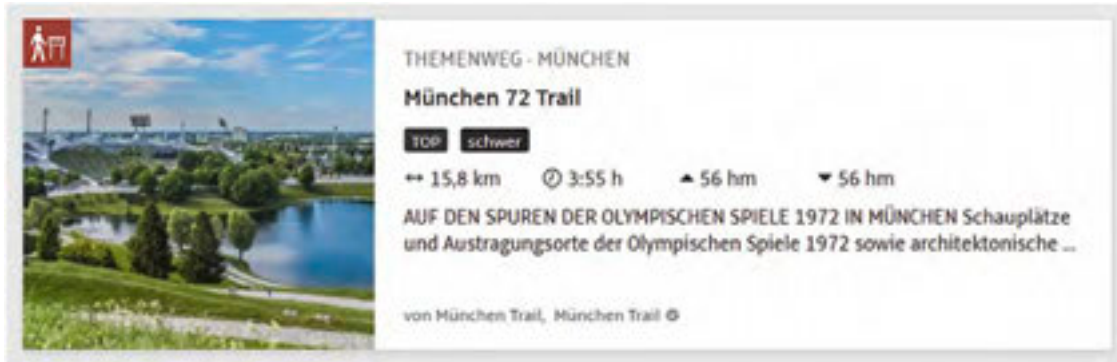 THEMENWEG · MÜNCHEN
München 72 Trail
TOP schwer
15,8 km 3:55 h 56 hm 56 hm
AUF DEN SPUREN DER OLYMPISCHEN SPIELE 1972 IN MÜNCHEN Schauplätze
und Austragungsorte der Olympischen Spiele 1972 sowie architektonische ...
von München Trail, München Trail